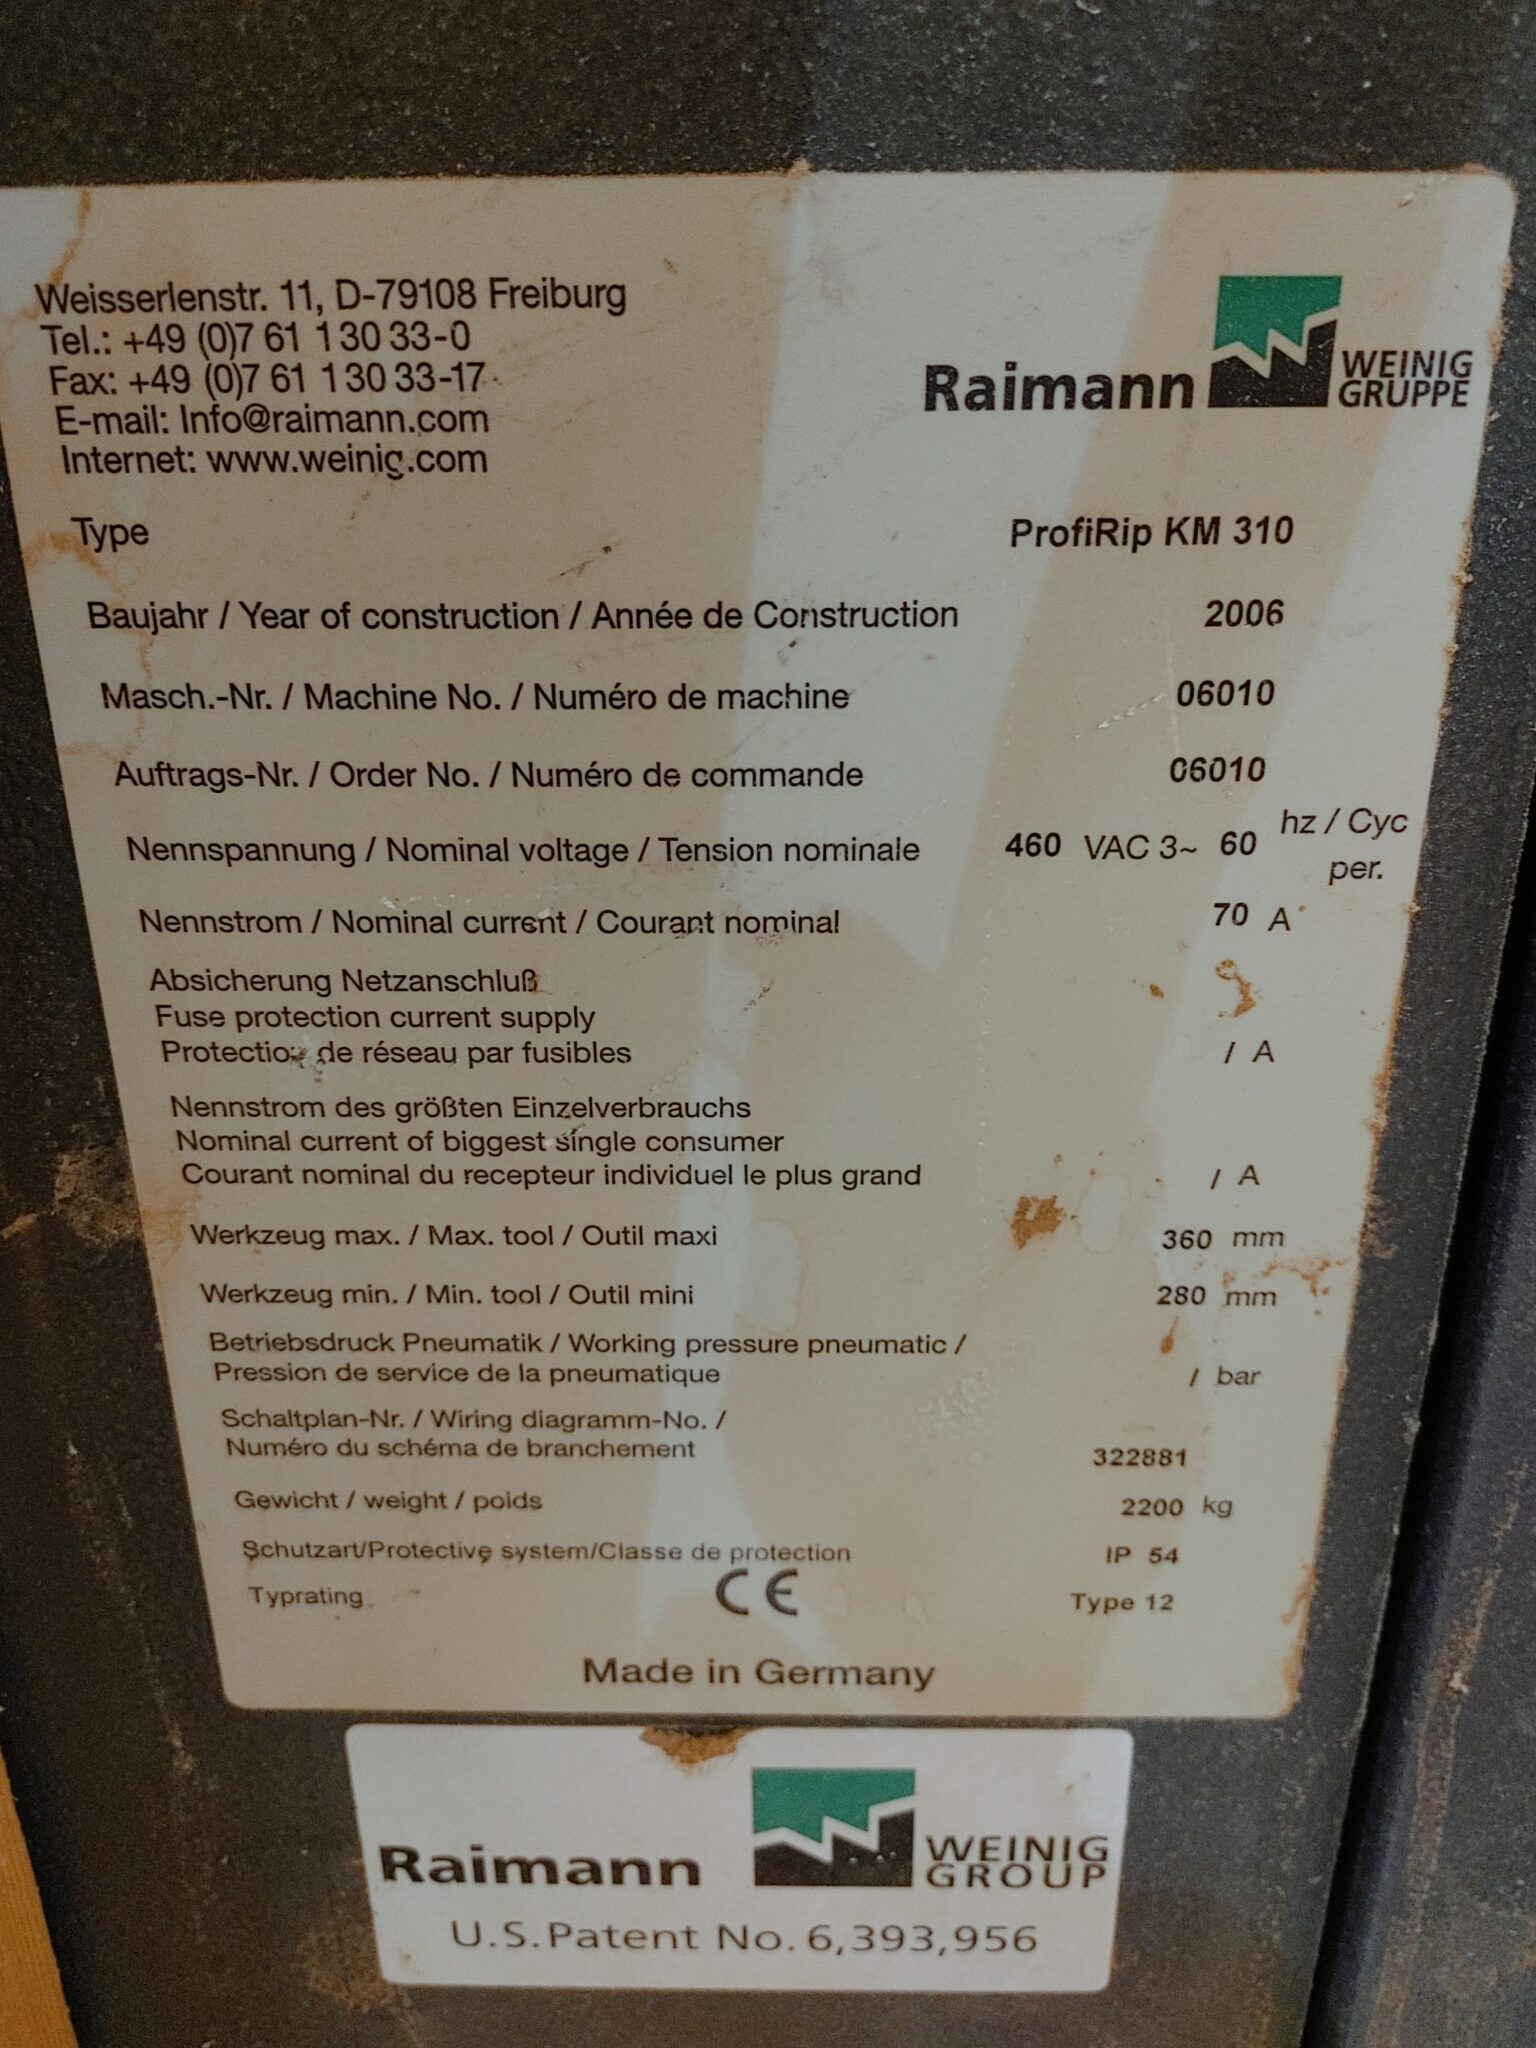 Weisserlenstr. 11, D-79108 Freiburg
Tel.: +49 (0)7 61 1 30 33-0
Fax: +49 (0)7 61 1 30 33-17
E-mail: Info@raimann.com
Internet: www.weinig.com
Raimann WEINIG GRUPPE
Type ProfiRip KM 310
Baujahr / Year of construction / Année de Construction 2006
Masch.-Nr. / Machine No. / Numéro de machine 06010
Auftrags-Nr. / Order No. / Numéro de commande 06010
Nennspannung / Nominal voltage / Tension nominale 460 VAC 3~ 60 hz / Cyc per.
Nennstrom / Nominal current / Courant nominal 70 A
Absicherung Netzanschluß
Fuse protection current supply
Protection de réseau par fusibles / A
Nennstrom des größten Einzelverbrauchs
Nominal current of biggest single consumer
Courant nominal du recepteur individuel le plus grand / A
Werkzeug max. / Max. tool / Outil maxi 360 mm
Werkzeug min. / Min. tool / Outil mini 280 mm
Betriebsdruck Pneumatik / Working pressure pneumatic /
Pression de service de la pneumatique / bar
Schaltplan-Nr. / Wiring diagramm-No. /
Numéro du schéma de branchement 322881
Gewicht / weight / poids 2200 kg
Schutzart/Protective system/Classe de protection IP 54
Typrating CE Type 12
Made in Germany
Raimann WEINIG GROUP
U.S.Patent No. 6,393,956